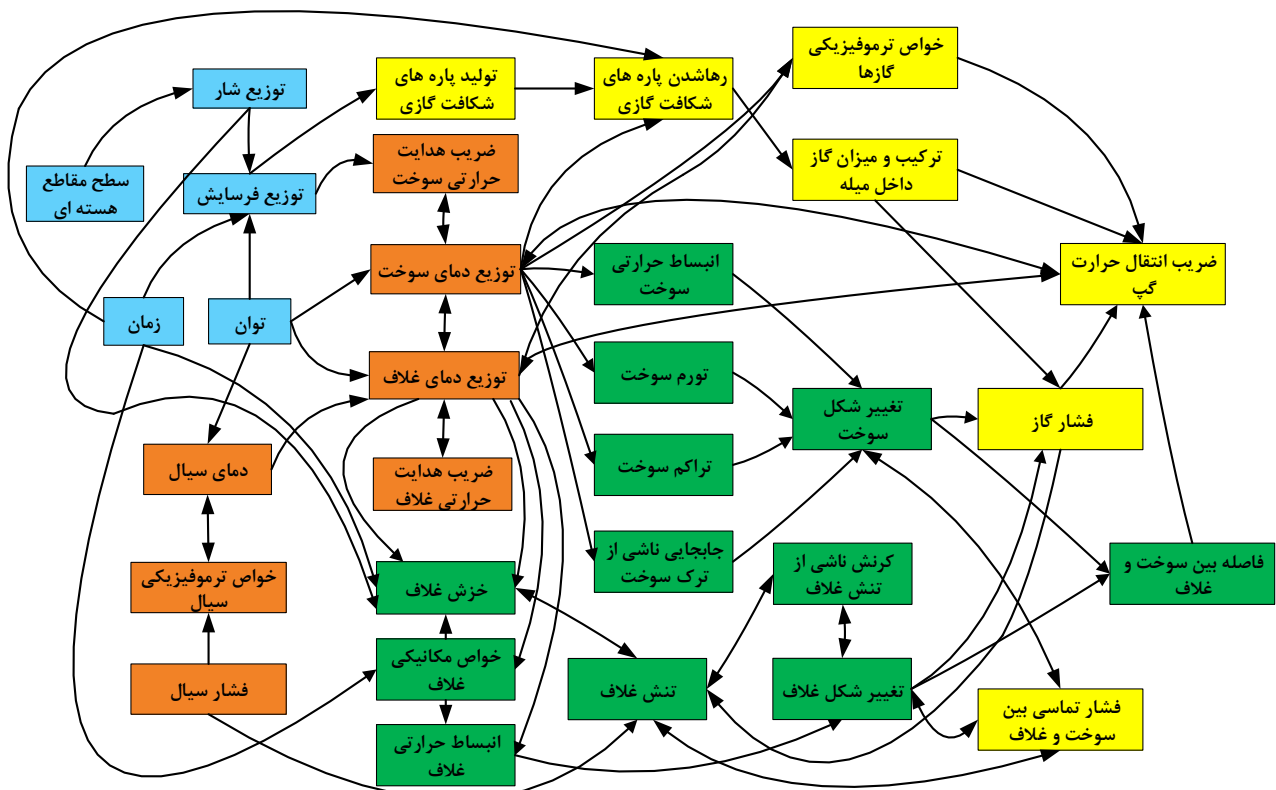 خواص ترموفیزیکی
گازها
رهاشدن پاره های
شکافت گازی
تولید پاره های
شکافت گازی
توزیع شار
ضریب هدایت
حرارتی سوخت
ترکیب و میزان گاز
داخل میله
سطح مقاطع
هسته ای
توزیع فرسایش
ضریب انتقال حرارت
گپ
انبساط حرارتی
سوخت
توزیع دمای سوخت
توان
زمان
تورم سوخت
توزیع دمای غلاف
فشار گاز
تغییر شکل
سوخت
تراکم سوخت
ضریب هدایت
حرارتی غلاف
دمای سیال
فاصله بین سوخت و
غلاف
کرنش ناشی از
تنش غلاف
جابجایی ناشی از
ترک سوخت
خزش غلاف
خواص ترموفیزیکی
سیال
فشار تماسی بین
سوخت و غلاف
تغییر شکل غلاف
تنش غلاف
خواص مکانیکی
غلاف
فشار سیال
انبساط حرارتی
غلاف